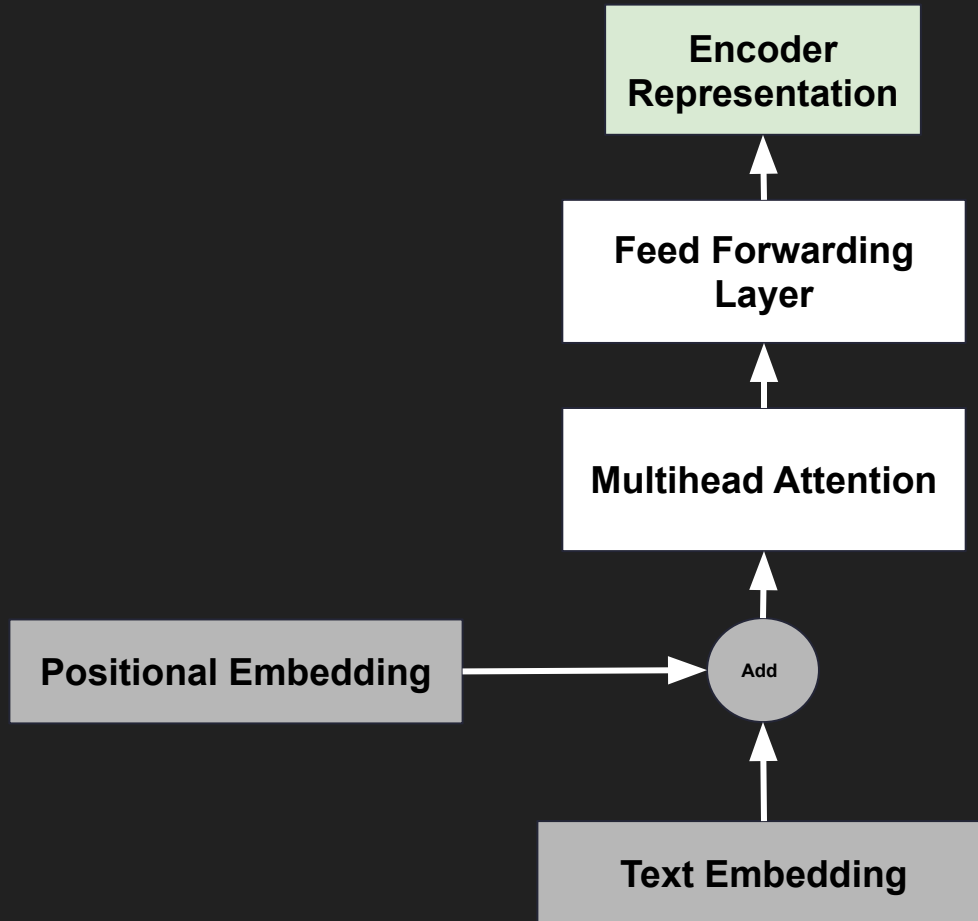 Encoder
Representation
Feed Forwarding
Layer
Multihead Attention
Positional Embedding
Add
Text Embedding